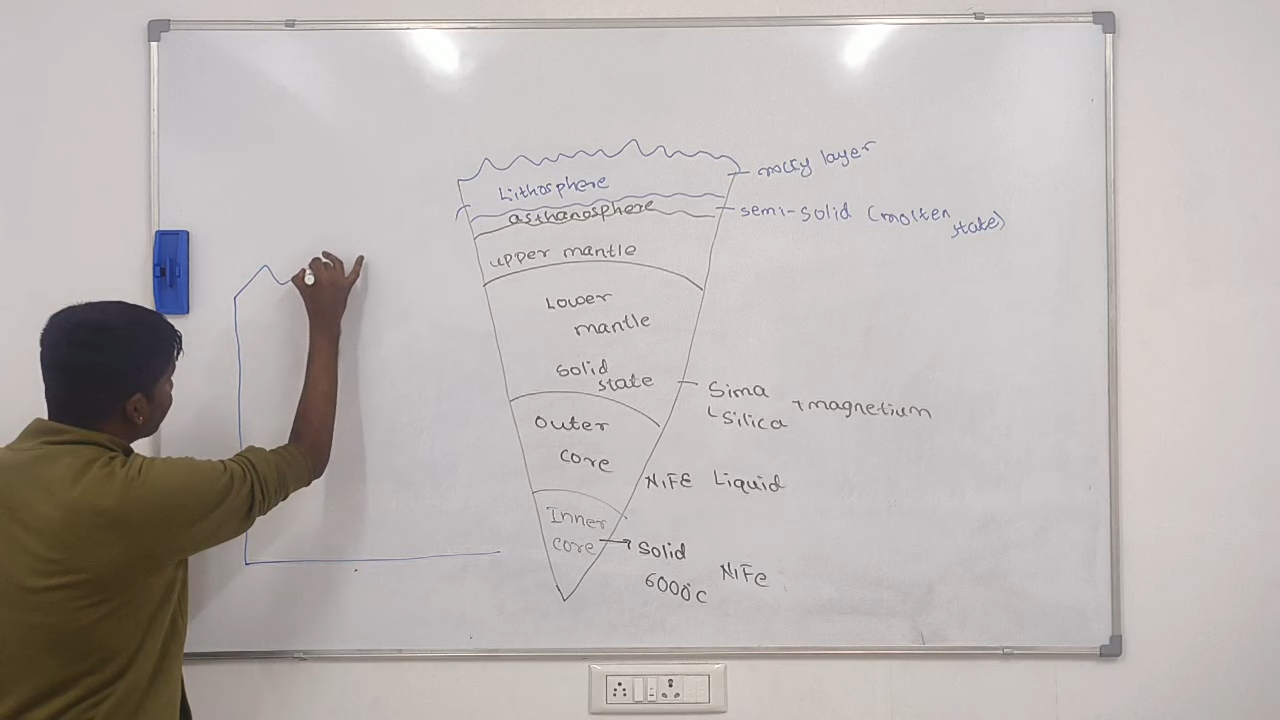 Lithosphere
rocky layer
asthanosphere
semi-solid (molten
state)
upper mantle
Lower
mantle
solid
state
Sima
Silica
+magnetium
outer
core
NIFE Liquid
Inner
core
solid
6000°C
NIFe